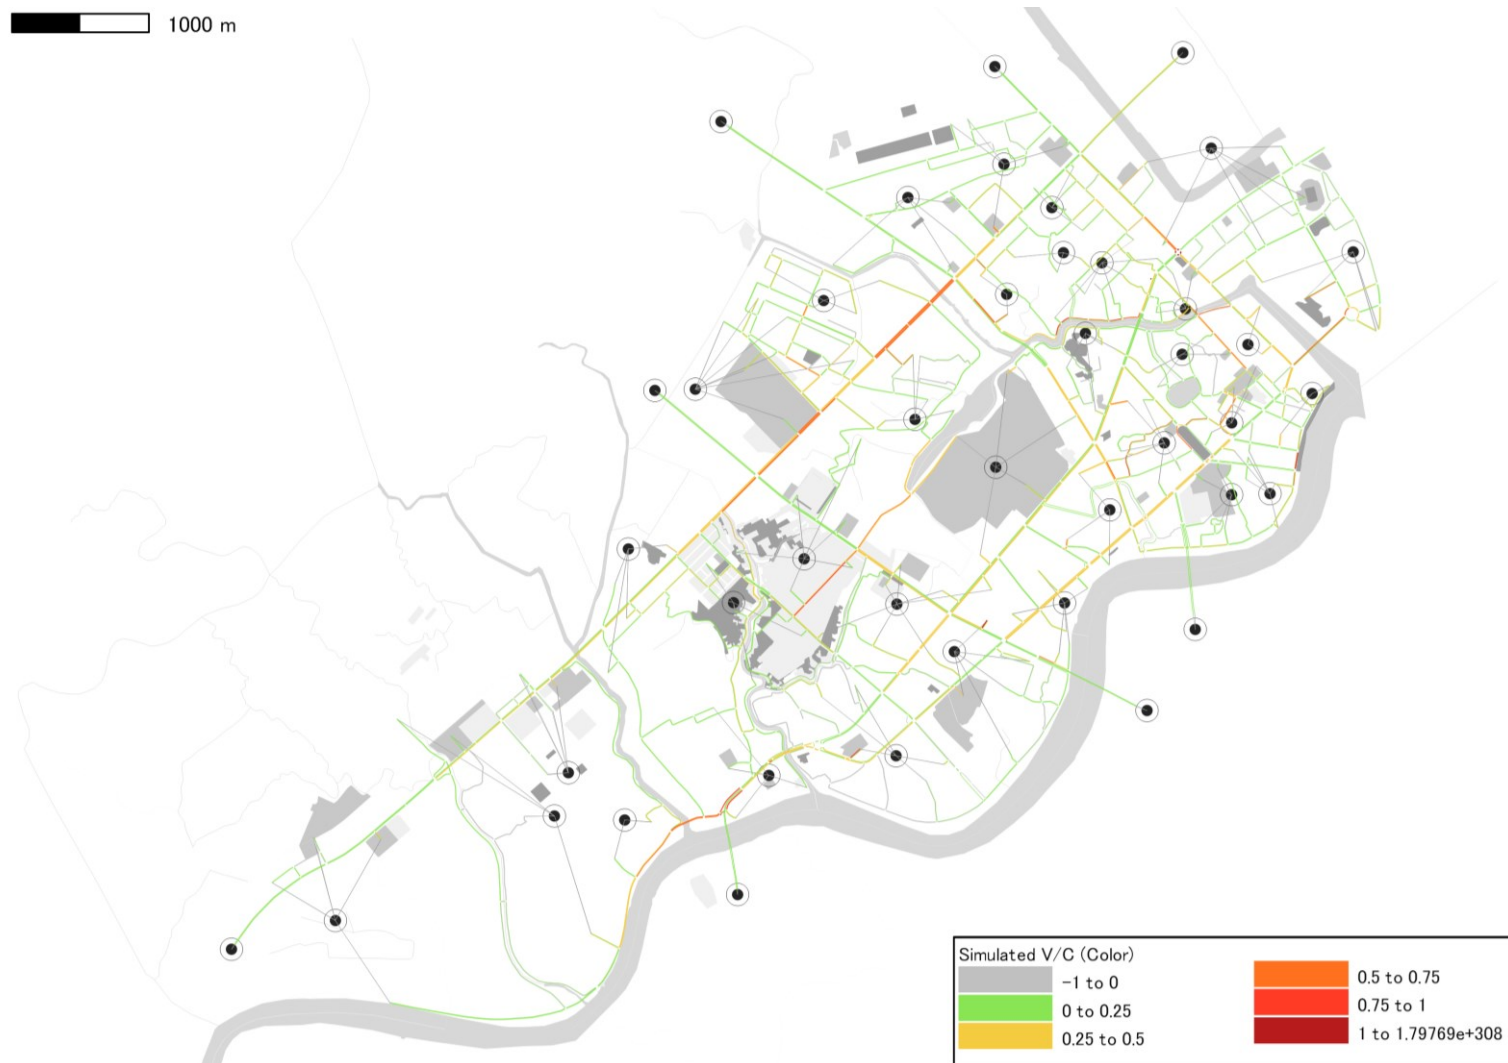 1000 m
Simulated V/C (Color)
-1 to 0
0 to 0.25
0.25 to 0.5
0.5 to 0.75
0.75 to 1
1 to 1.79769e+308